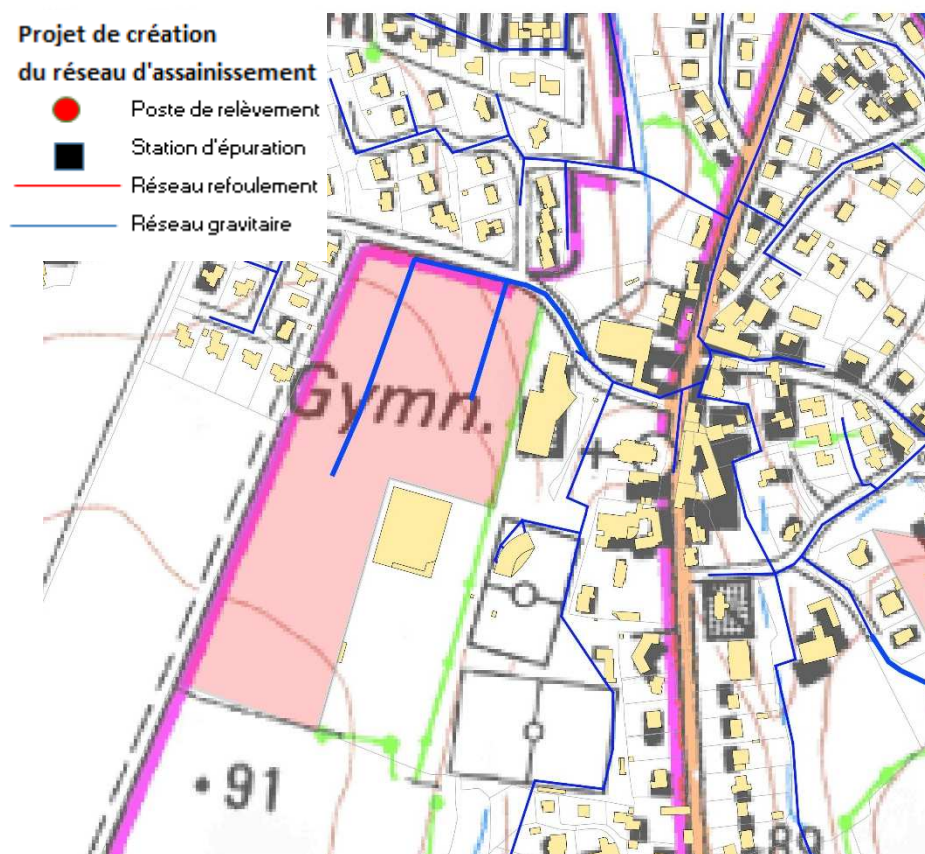 Projet de création
du réseau d'assainissement
Poste de relèvement
Station d'épuration
Réseau refoulement
Réseau gravitaire
Gymn.
91